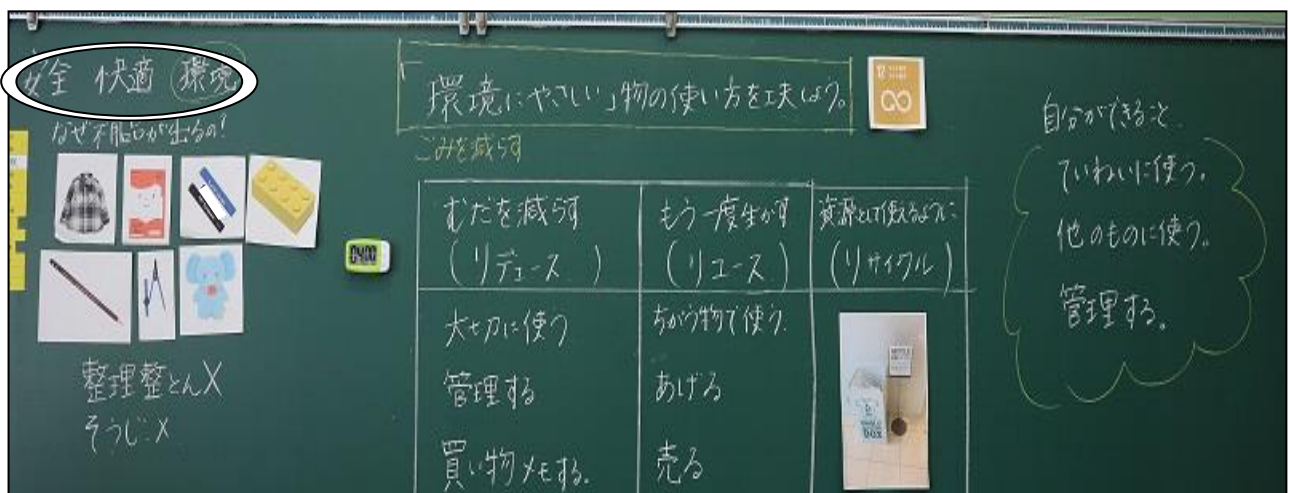 安全 快適 環境
なぜ不用品が出るの?
整理整とん×
そうじ×
04:00
「環境にやさしい」物の使い方を工夫しよう。
ごみを減らす
むだを減らす
(リデュース)
もう一度生かす
(リユース)
資源として使えるように
(リサイクル)
大切に使う
管理する
買い物メモする。
ちがう物で使う。
あげる
売る
BOX
自分ができること
ていねいに使う。
他のものに使う。
管理する。